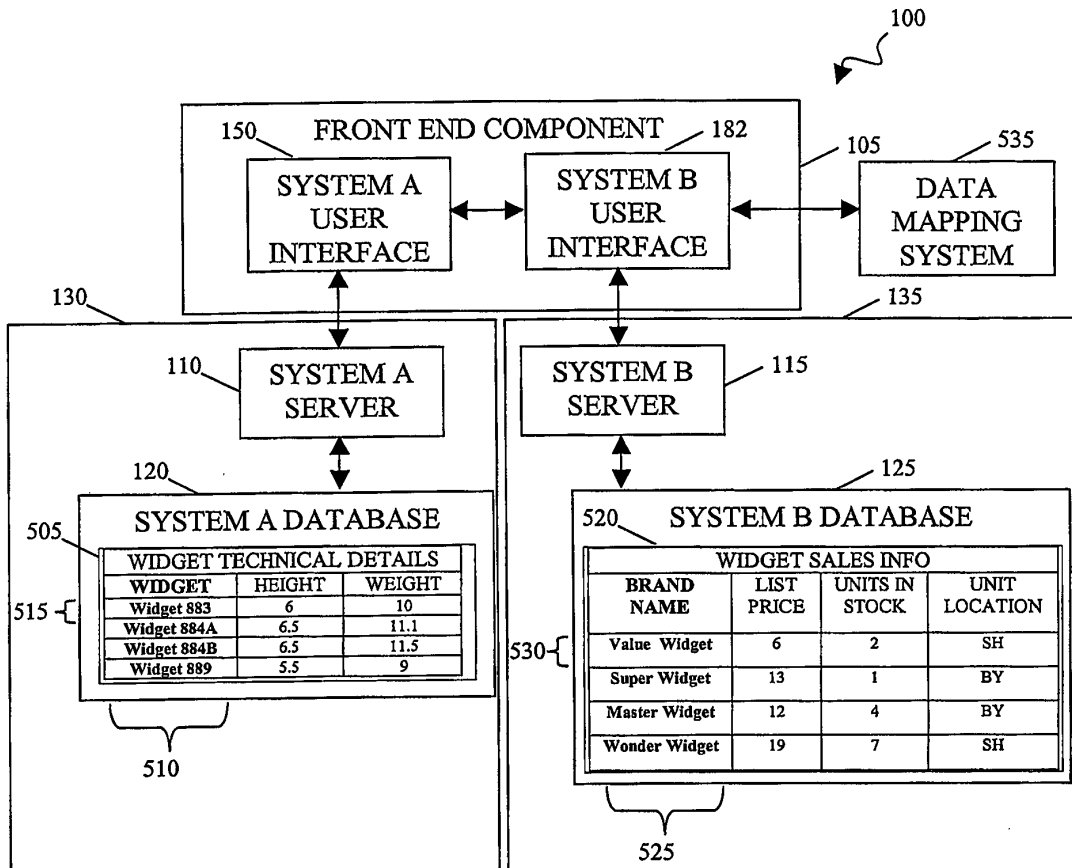 100
FRONT END COMPONENT
150
182
105
535
SYSTEM A
USER
INTERFACE
SYSTEM B
USER
INTERFACE
DATA
MAPPING
SYSTEM
130
135
110
SYSTEM A
SERVER
SYSTEM B
SERVER
115
120
SYSTEM A DATABASE
505
WIDGET TECHNICAL DETAILS
WIDGET HEIGHT WEIGHT
515
Widget 883 6 10
Widget 884A 6.5 11.1
Widget 884B 6.5 11.5
Widget 889 5.5 9
510
125
SYSTEM B DATABASE
520
WIDGET SALES INFO
BRAND LIST UNITS IN UNIT
NAME PRICE STOCK LOCATION
530
Value Widget 6 2 SH
Super Widget 13 1 BY
Master Widget 12 4 BY
Wonder Widget 19 7 SH
525